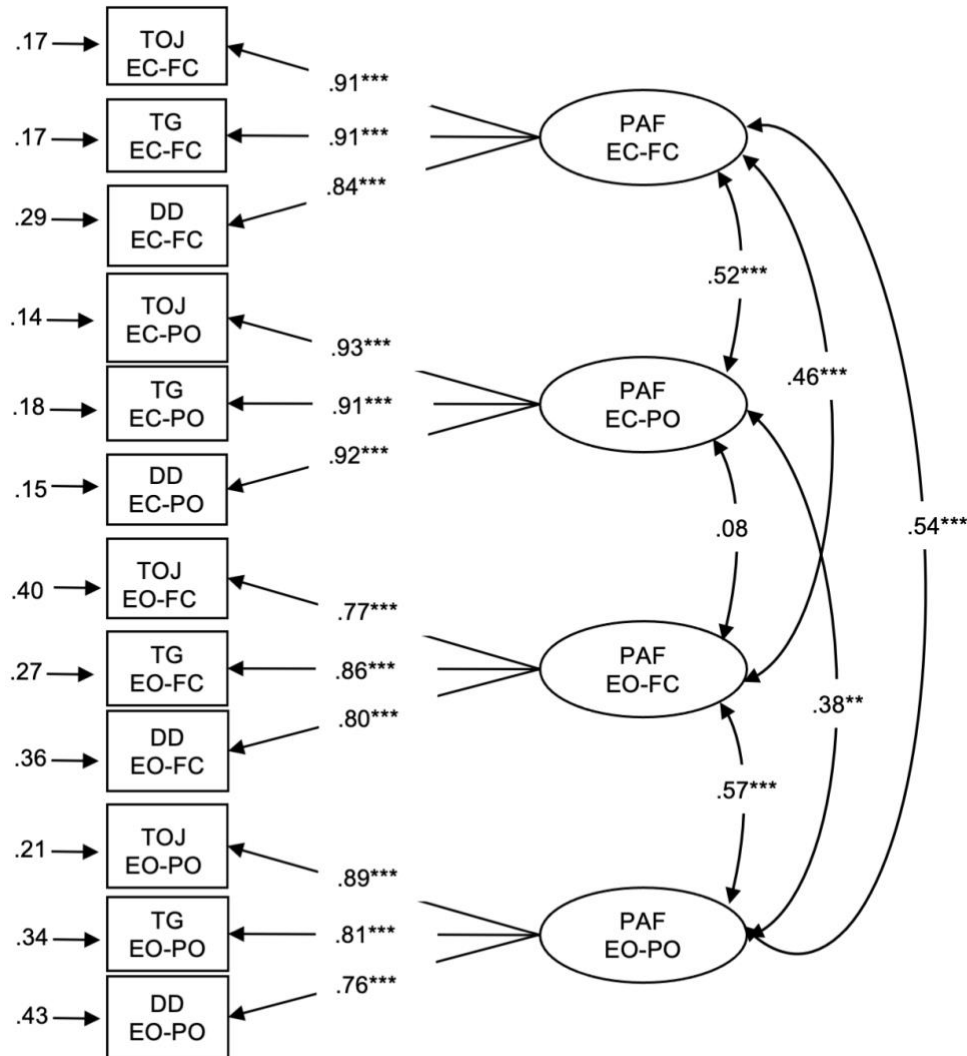 .17
TOJ
EC-FC
.91***
.17
TG
EC-FC
.91***
PAF
EC-FC
.29
DD
EC-FC
.84***
.52***
.14
TOJ
EC-PO
.93***
.46***
.18
TG
EC-PO
.91***
PAF
EC-PO
.15
DD
EC-PO
.92***
.08
.54***
.40
TOJ
EO-FC
.77***
.27
TG
EO-FC
.86***
PAF
EO-FC
.38**
.36
DD
EO-FC
.80***
.57***
.21
TOJ
EO-PO
.89***
.34
TG
EO-PO
.81***
PAF
EO-PO
.43
DD
EO-PO
.76***